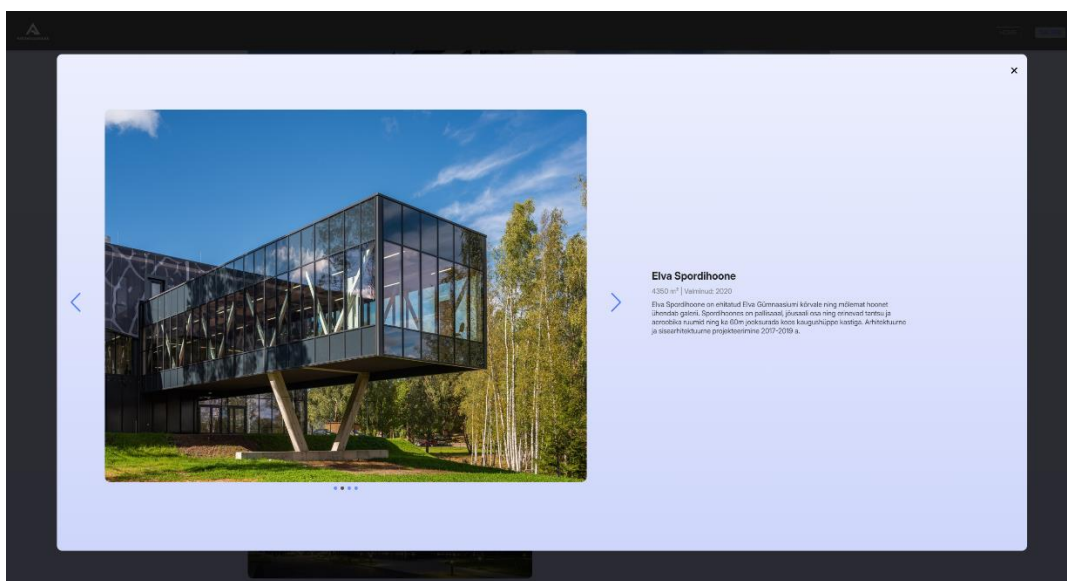 ×
Elva Spordihoone
4350 m² | Valminud: 2020
Elva Spordihoone on ehitatud Elva Gümnaasiumi kõrvale ning mõlemat hoonet
ühendab galerii. Spordihoones on pallisaal, jõusaali osa ning erinevad tantsu ja
aeroobika ruumid ning ka 60m jooksurada koos kaugushüppe kastiga. Arhitektuurne
ja sisearhitektuurne projekteerimine 2017-2019 a.